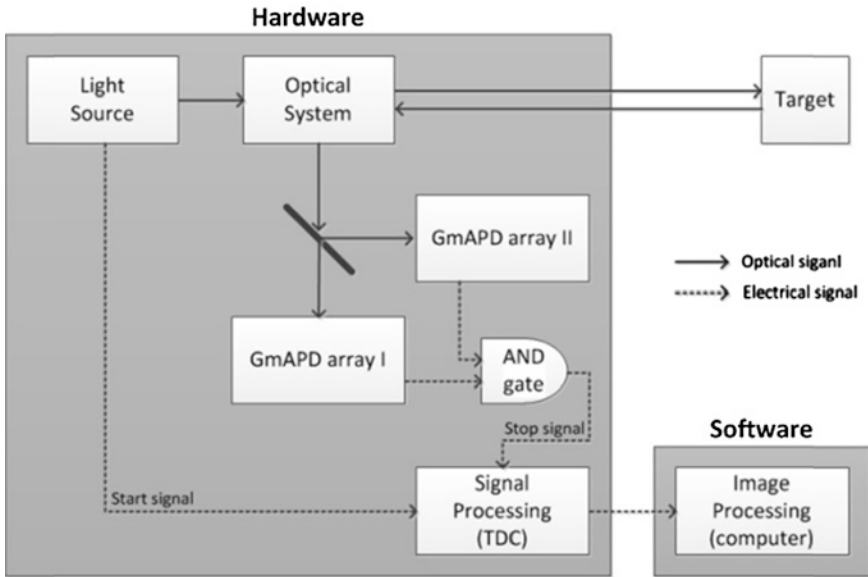 Hardware
Light
Source
Optical
System
Target
GmAPD array II
Optical siganl
Electrical signal
GmAPD array I
AND
gate
Stop signal
Software
Start signal
Signal
Processing
(TDC)
Image
Processing
(computer)